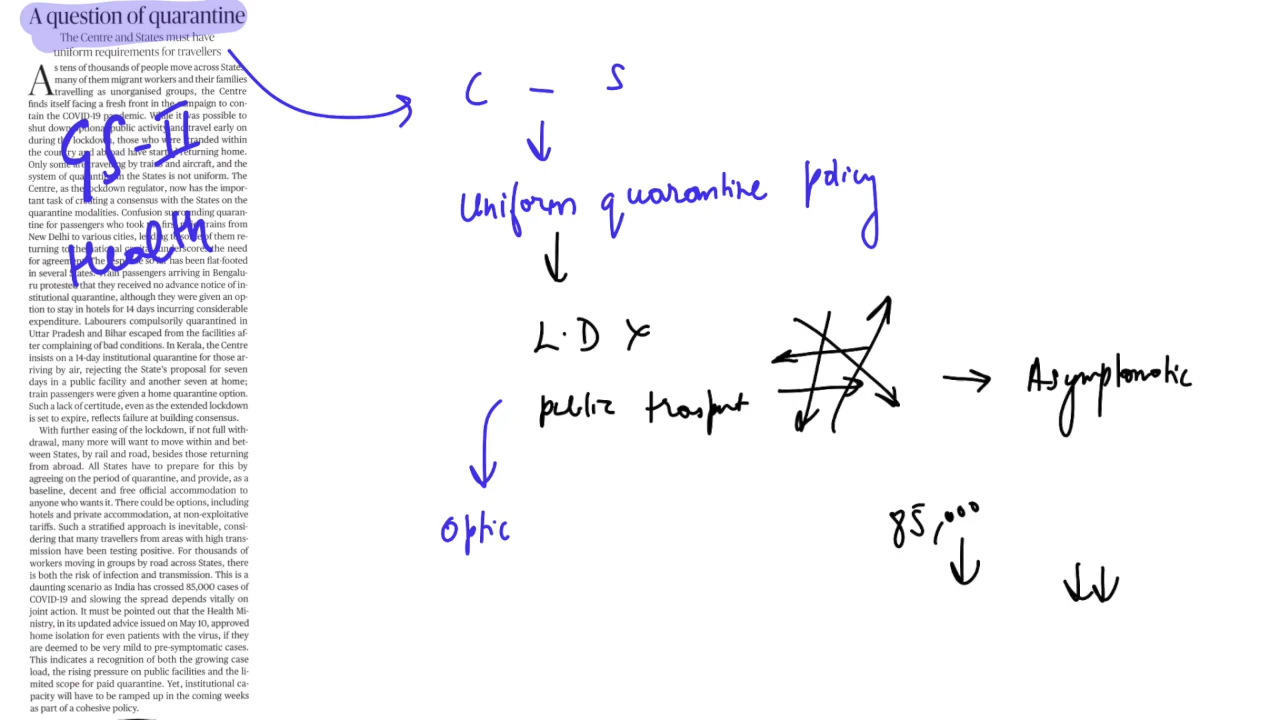 A question of quarantine
The Centre and States must have
uniform requirements for travellers
As tens of thousands of people move across States,
many of them migrant workers and their families
travelling as unorganised groups, the Centre
finds itself facing a fresh front in the campaign to con-
tain the COVID-19 pandemic. While it was possible to
shut down optional public activity and travel early on
during the lockdown, those who were stranded within
the country and abroad have started returning home.
Only some are travelling by trains and aircraft, and the
system of quarantine in the States is not uniform. The
Centre, as the lockdown regulator, now has the impor-
tant task of creating a consensus with the States on the
quarantine modalities. Confusion surrounding quaran-
tine for passengers who took the first trains from
New Delhi to various cities, leading to some of them re-
turning to the national capital, underscores the need
for agreement. The response so far has been flat-footed
in several States. Train passengers arriving in Bengalu-
ru protested that they received no advance notice of in-
stitutional quarantine, although they were given an op-
tion to stay in hotels for 14 days incurring considerable
expenditure. Labourers compulsorily quarantined in
Uttar Pradesh and Bihar escaped from the facilities af-
ter complaining of bad conditions. In Kerala, the Centre
insists on a 14-day institutional quarantine for those ar-
riving by air, rejecting the State's proposal for seven
days in a public facility and another seven at home;
train passengers were given a home quarantine option.
Such a lack of certitude, even as the extended lockdown
is set to expire, reflects failure at building consensus.
With further easing of the lockdown, if not full with-
drawal, many more will want to move within and bet-
ween States, by rail and road, besides those returning
from abroad. All States have to prepare for this by
agreeing on the period of quarantine, and provide, as a
baseline, decent and free official accommodation to
anyone who wants it. There could be options, including
hotels and private accommodation, at non-exploitative
tariffs. Such a stratified approach is inevitable, consi-
dering that many travellers from areas with high trans-
mission have been testing positive. For thousands of
workers moving in groups by road across States, there
is both the risk of infection and transmission. This is a
daunting scenario as India has crossed 85,000 cases of
COVID-19 and slowing the spread depends vitally on
joint action. It must be pointed out that the Health Mi-
nistry, in its updated advice issued on May 10, approved
home isolation for even patients with the virus, if they
are deemed to be very mild to pre-symptomatic cases.
This indicates a recognition of both the growing case
load, the rising pressure on public facilities and the li-
mited scope for paid quarantine. Yet, institutional ca-
pacity will have to be ramped up in the coming weeks
as part of a cohesive policy.
GS-II
Health
C - S
Uniform quarantine policy
L.D X
public trasport
Asymptomatic
Optic
85,000